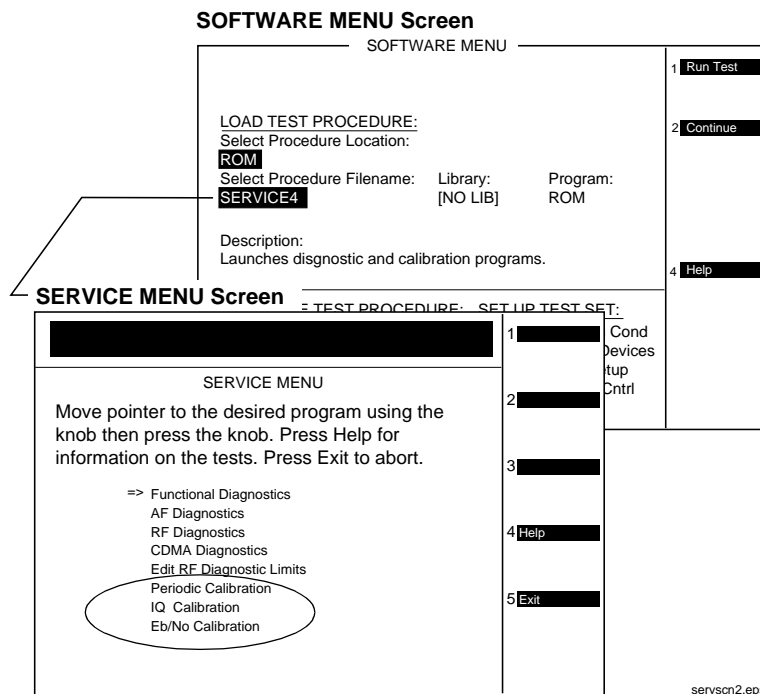 SOFTWARE MENU Screen
SOFTWARE MENU
1 Run Test
2 Continue
LOAD TEST PROCEDURE:
Select Procedure Location:
ROM
Select Procedure Filename: Library: Program:
SERVICE4 [NO LIB] ROM
Description:
Launches disgnostic and calibration programs.
4 Help
SERVICE MENU Screen
TEST PROCEDURE: SET UP TEST SET:
Cond
Devices
etup
Cntrl
SERVICE MENU
Move pointer to the desired program using the
knob then press the knob. Press Help for
information on the tests. Press Exit to abort.
=> Functional Diagnostics
AF Diagnostics
RF Diagnostics
CDMA Diagnostics
Edit RF Diagnostic Limits
Periodic Calibration
IQ Calibration
Eb/No Calibration
1
2
3
4 Help
5 Exit
servscn2.ep